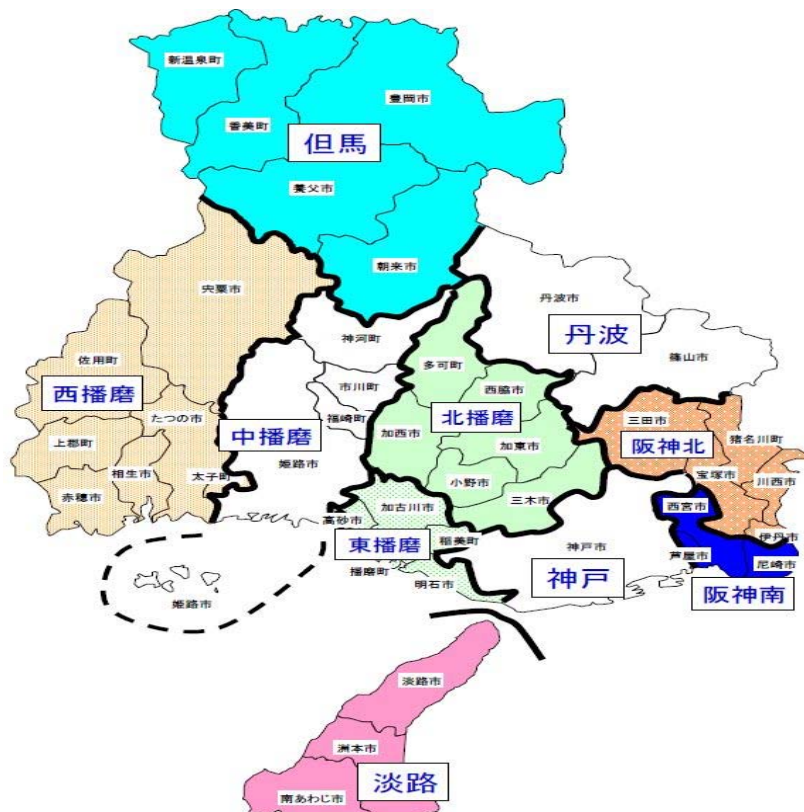 新温泉町
豊岡市
香美町
但馬
養父市
朝来市
宍粟市
丹波市
神河町
丹波
篠山市
佐用町
多可町
市川町
西脇市
西播磨
たつの市
福崎町
北播磨
三田市
猪名川町
上郡町
中播磨
加西市
加東市
阪神北
相生市
太子町
姫路市
小野市
宝塚市
川西市
赤穂市
三木市
加古川市
西宮市
高砂市
稲美町
神戸市
伊丹市
東播磨
芦屋市
播磨町
神戸
尼崎市
明石市
阪神南
姫路市
淡路市
洲本市
淡路
南あわじ市